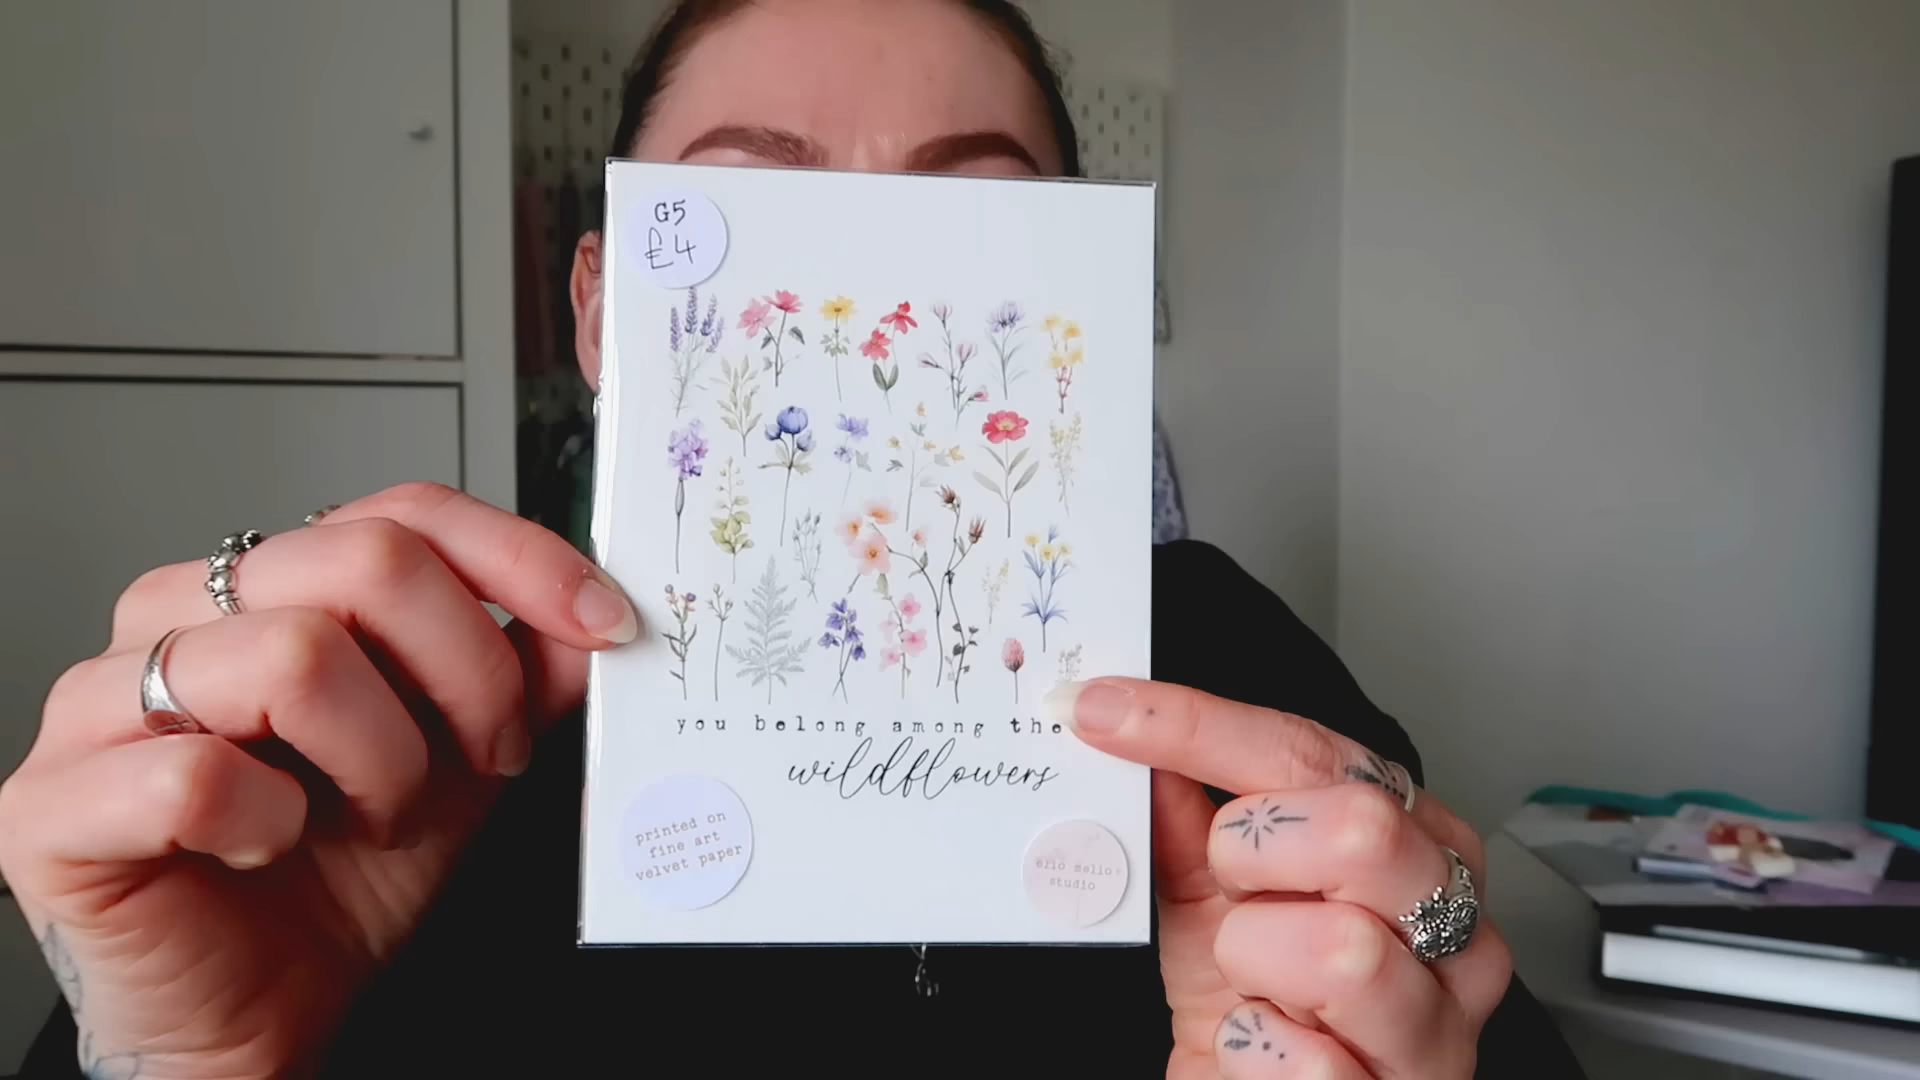 G5
£4
you belong among the
wildflowers
printed on
fine art
velvet paper
studio